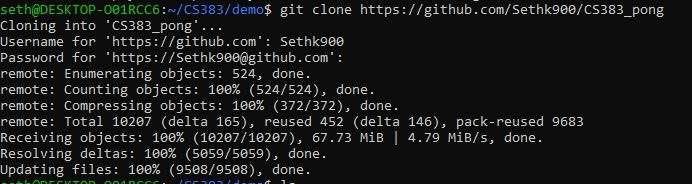 seth@DESKTOP-O01RCC6:~/CS383/demo$ git clone https://github.com/Sethk900/CS383_pong
Cloning into 'CS383_pong'...
Username for 'https://github.com': Sethk900
Password for 'https://Sethk900@github.com':
remote: Enumerating objects: 524, done.
remote: Counting objects: 100% (524/524), done.
remote: Compressing objects: 100% (372/372), done.
remote: Total 10207 (delta 165), reused 452 (delta 146), pack-reused 9683
Receiving objects: 100% (10207/10207), 67.73 MiB | 4.79 MiB/s, done.
Resolving deltas: 100% (5059/5059), done.
Updating files: 100% (9508/9508), done.
seth@DESKTOP-O01RCC6:~/CS383/demo$ ls